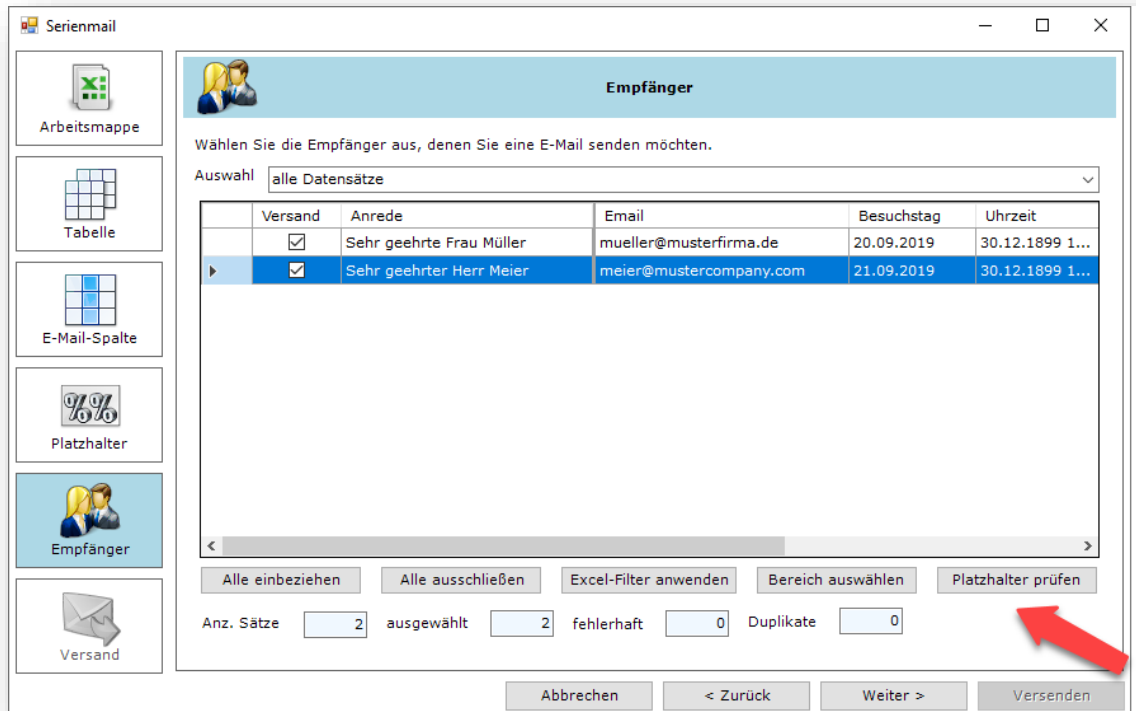 Serienmail
Arbeitsmappe
Tabelle
E-Mail-Spalte
%%
Platzhalter
Empfänger
Versand
Empfänger
Wählen Sie die Empfänger aus, denen Sie eine E-Mail senden möchten.
Auswahl alle Datensätze
Versand Anrede Email Besuchstag Uhrzeit
Sehr geehrte Frau Müller mueller@musterfirma.de 20.09.2019 30.12.1899 1...
Sehr geehrter Herr Meier meier@mustercompany.com 21.09.2019 30.12.1899 1...
Alle einbeziehen Alle ausschließen Excel-Filter anwenden Bereich auswählen Platzhalter prüfen
Anz. Sätze 2 ausgewählt 2 fehlerhaft 0 Duplikate 0
Abbrechen < Zurück Weiter > Versenden